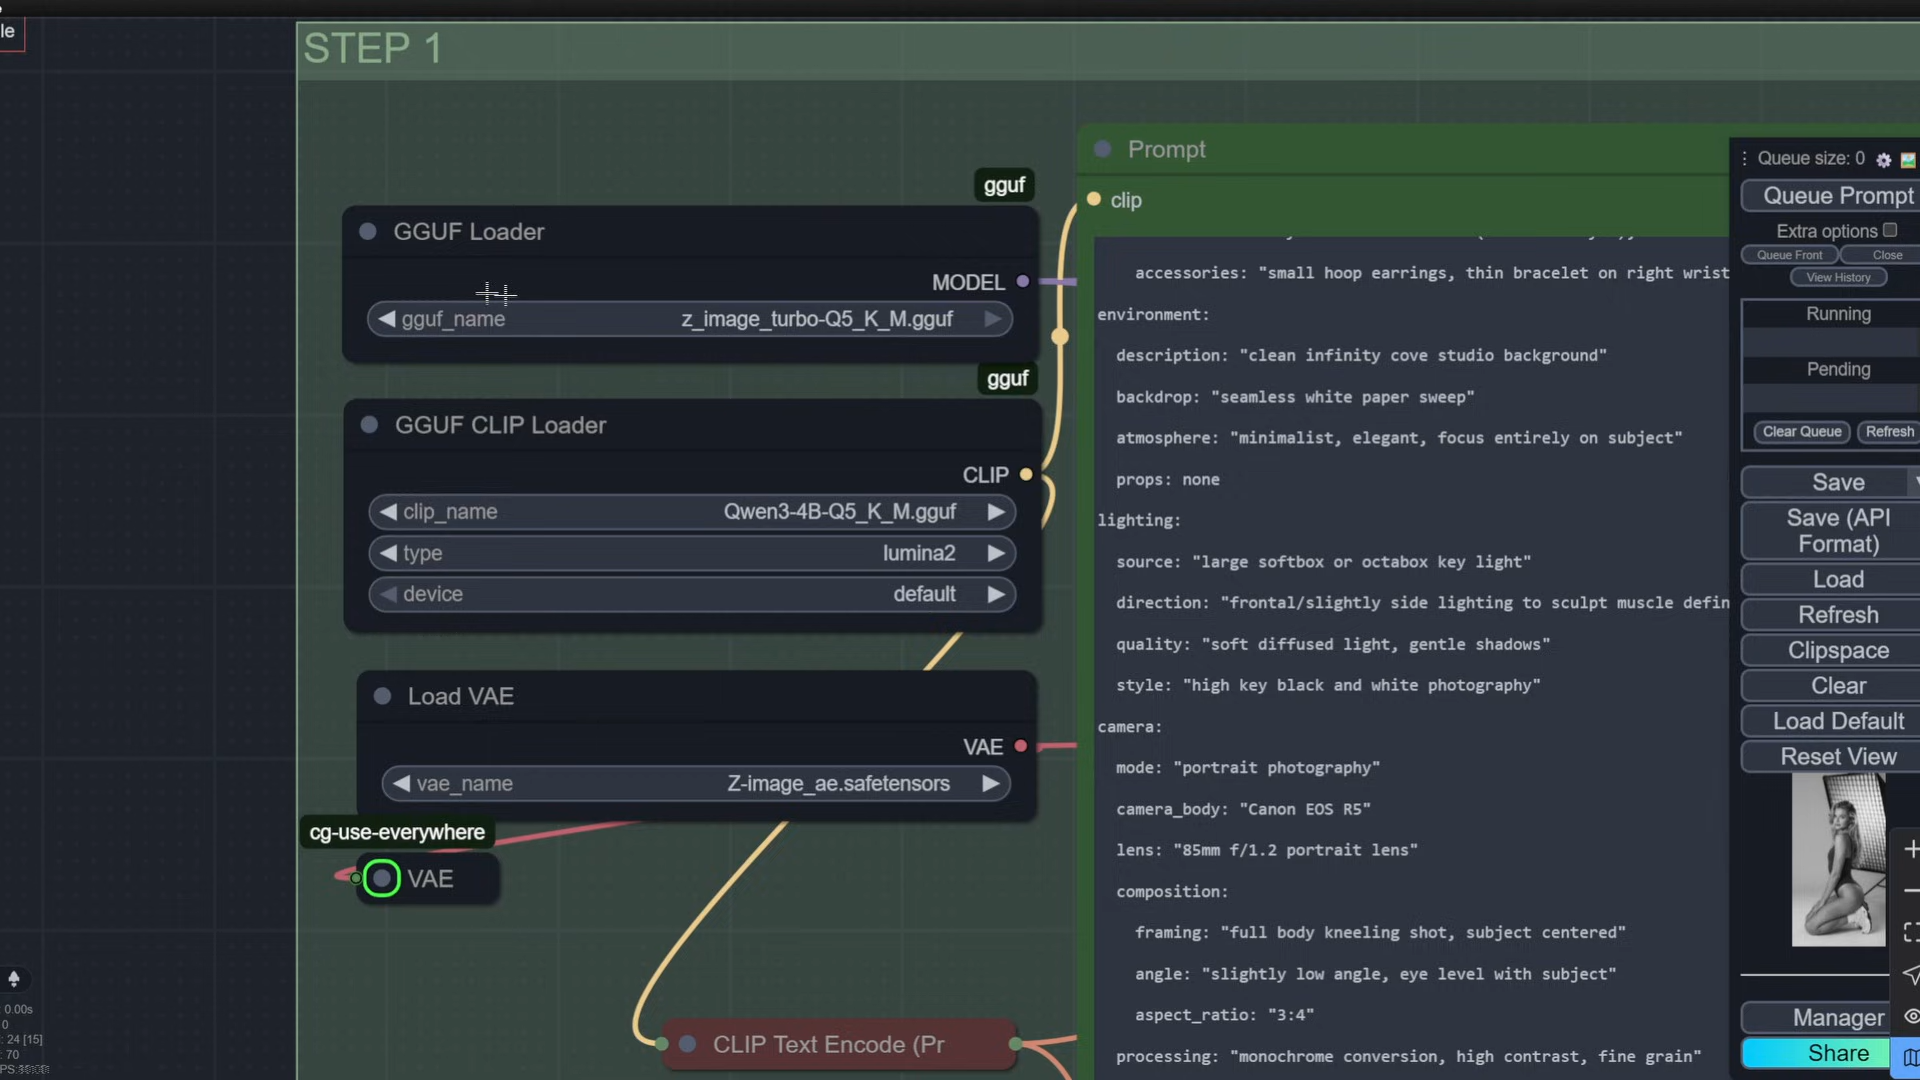 le
STEP 1
gguf
GGUF Loader
MODEL
gguf_name z_image_turbo-Q5_K_M.gguf
gguf
GGUF CLIP Loader
CLIP
clip_name Qwen3-4B-Q5_K_M.gguf
type lumina2
device default
Load VAE
VAE
vae_name Z-image_ae.safetensors
cg-use-everywhere
VAE
CLIP Text Encode (Pr
0.00s
0
: 24 [15]
: 70
Prompt
clip
accessories: "small hoop earrings, thin bracelet on right wrist
environment:
description: "clean infinity cove studio background"
backdrop: "seamless white paper sweep"
atmosphere: "minimalist, elegant, focus entirely on subject"
props: none
lighting:
source: "large softbox or octabox key light"
direction: "frontal/slightly side lighting to sculpt muscle defin
quality: "soft diffused light, gentle shadows"
style: "high key black and white photography"
camera:
mode: "portrait photography"
camera_body: "Canon EOS R5"
lens: "85mm f/1.2 portrait lens"
composition:
framing: "full body kneeling shot, subject centered"
angle: "slightly low angle, eye level with subject"
aspect_ratio: "3:4"
processing: "monochrome conversion, high contrast, fine grain"
Queue size: 0
Queue Prompt
Extra options
Queue Front Close
View History
Running
Pending
Clear Queue Refresh
Save
Save (API
Format)
Load
Refresh
Clipspace
Clear
Load Default
Reset View
Manager
Share